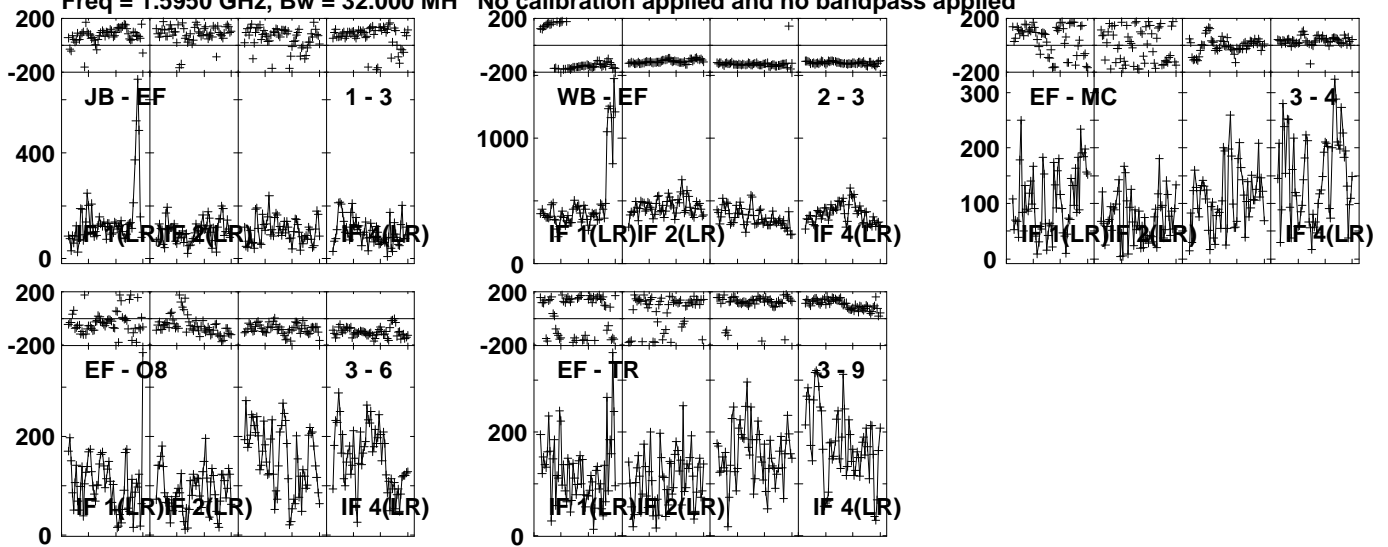 Freq = 1.5950 GHz, Bw = 32.000 MH No calibration applied and no bandpass applied
200
-200
JB - EF 1 - 3
400
0
IF 1(LR) IF 2(LR) IF 4(LR)
200
-200
WB - EF 2 - 3
1000
0
IF 1(LR) IF 2(LR) IF 4(LR)
200
-200
EF - MC 3 - 4
300
200
100
0
IF 1(LR) IF 2(LR) IF 4(LR)
200
-200
EF - O8 3 - 6
200
0
IF 1(LR) IF 2(LR) IF 4(LR)
200
-200
EF - TR 3 - 9
200
0
IF 1(LR) IF 2(LR) IF 4(LR)